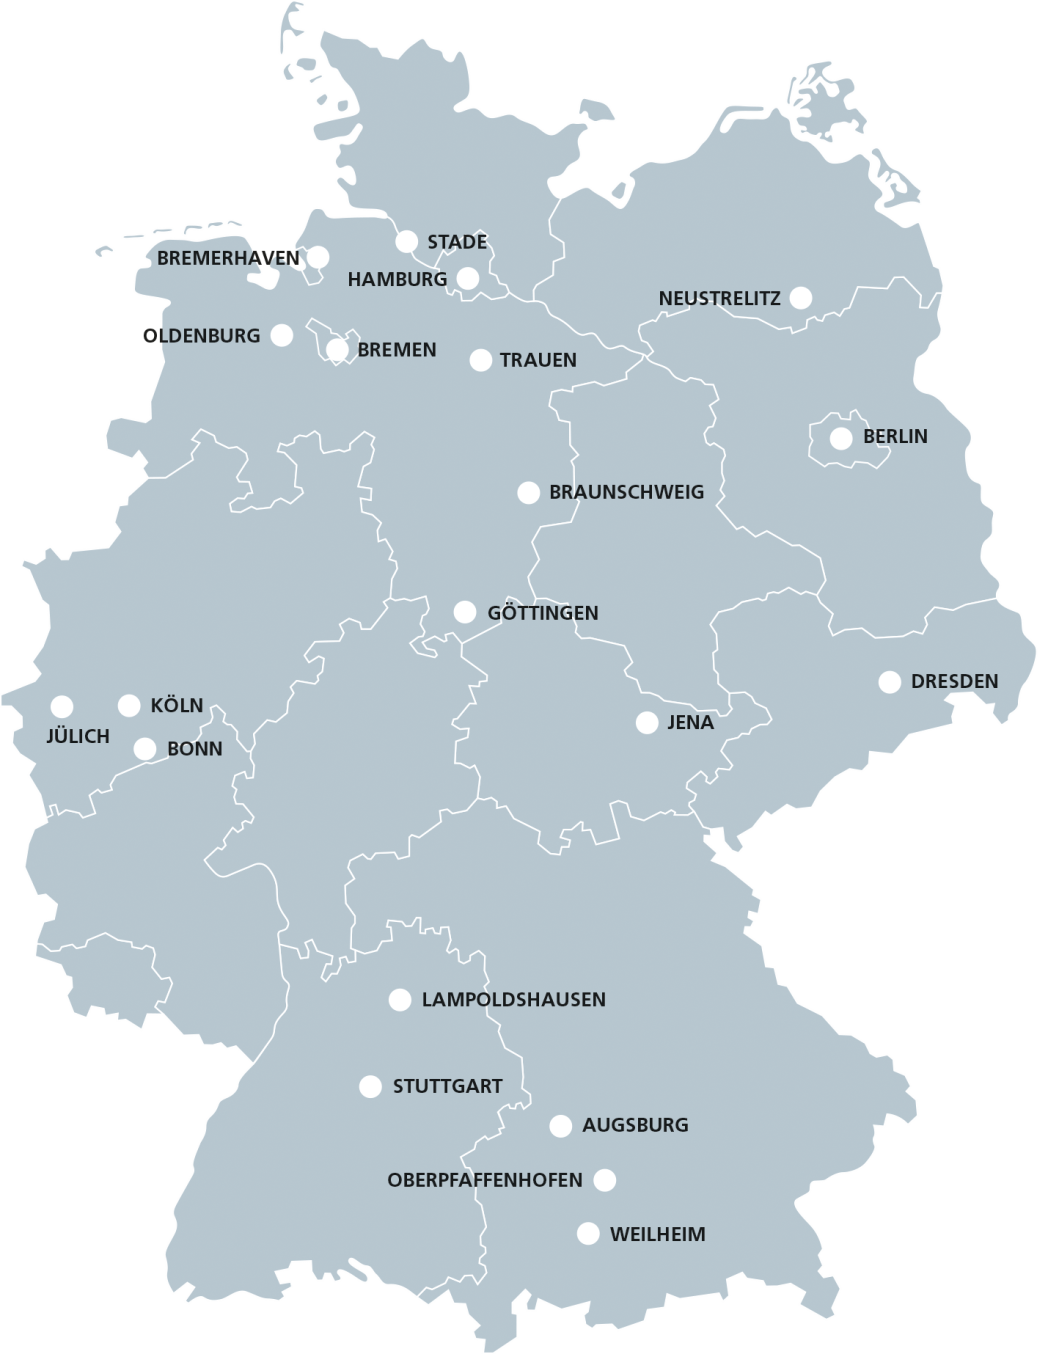 STADE
BREMERHAVEN
HAMBURG
NEUSTRELITZ
OLDENBURG
BREMEN
TRAUEN
BERLIN
BRAUNSCHWEIG
GÖTTINGEN
DRESDEN
KÖLN
JENA
JÜLICH
BONN
LAMPOLDSHAUSEN
STUTTGART
AUGSBURG
OBERPFAFFENHOFEN
WEILHEIM